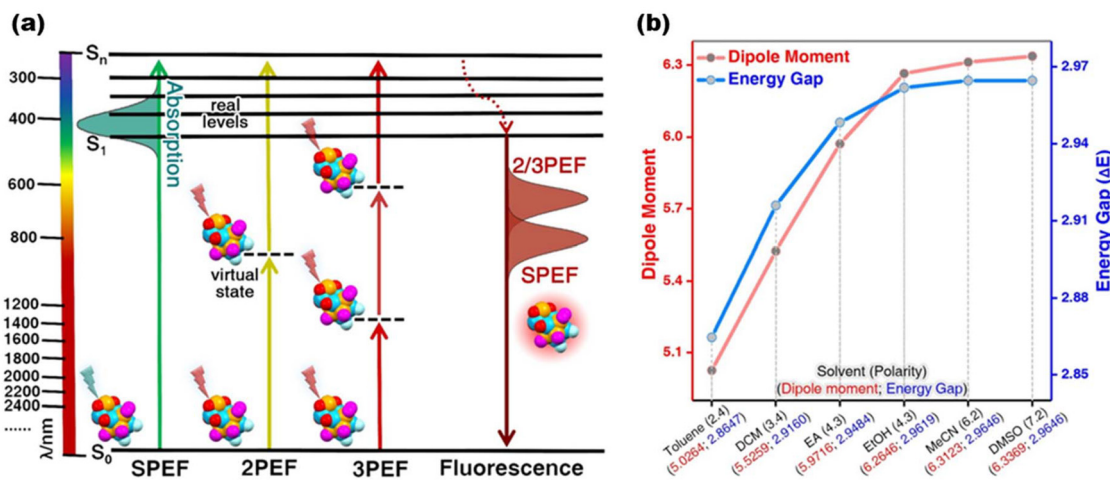 (a)
S_n
300
400
S_1
600
800
1200
1400
1600
1800
2000
2200
2400
......
λ/nm
S_0
Absorption
real
levels
virtual
state
2/3PEF
SPEF
SPEF
2PEF
3PEF
Fluorescence
(b)
Dipole Moment
Energy Gap
6.3
6.0
5.7
5.4
5.1
Dipole Moment
2.97
2.94
2.91
2.88
2.85
Energy Gap (ΔE)
Solvent (Polarity)
(Dipole moment; Energy Gap)
Toluene (2.4)
(5.0264; 2.8647)
DCM (3.4)
(5.5259; 2.9160)
EA (4.3)
(5.9716; 2.9484)
EtOH (4.3)
(6.2646; 2.9619)
MeCN (6.2)
(6.3123; 2.9646)
DMSO (7.2)
(6.3369; 2.9646)